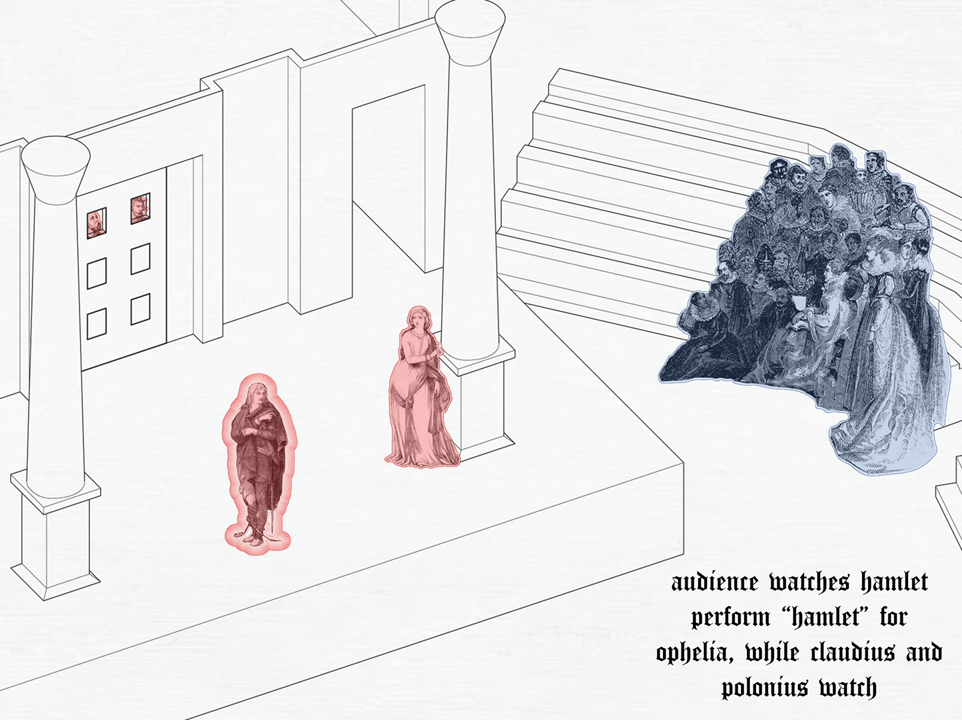 audience watches hamlet
perform “hamlet” for
ophelia, while claudius and
polonius watch